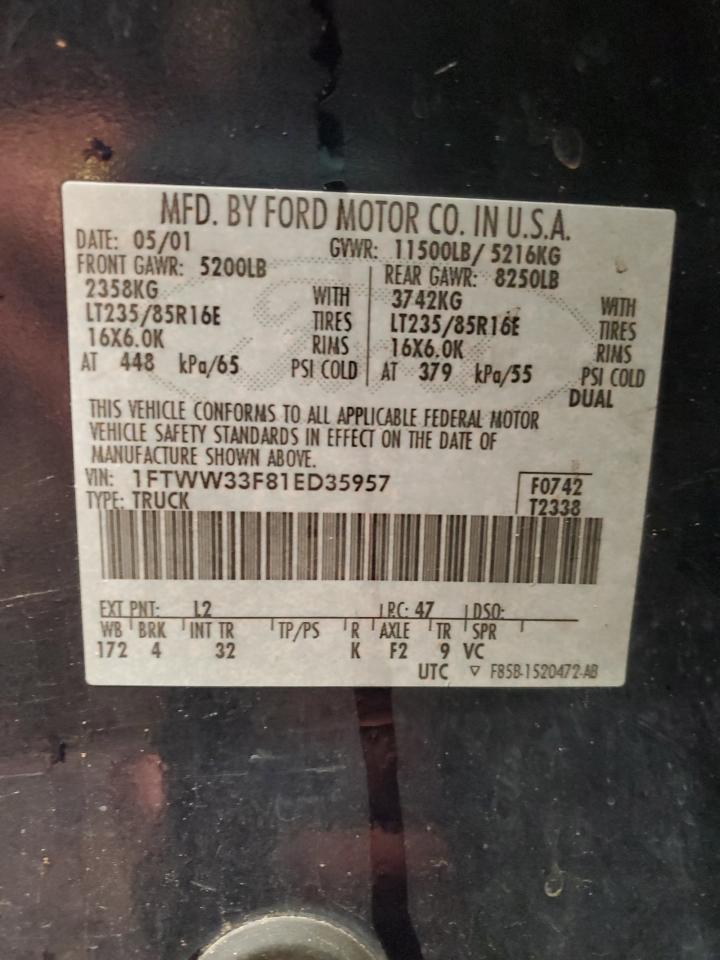 MFD. BY FORD MOTOR CO. IN U.S.A.
DATE: 05/01 GVWR: 11500LB/ 5216KG
FRONT GAWR: 5200LB REAR GAWR: 8250LB
2358KG WITH 3742KG WITH
LT235/85R16E TIRES LT235/85R16E TIRES
16X6.0K RIMS 16X6.0K RIMS
AT 448 kPa/65 PSI COLD AT 379 kPa/55 PSI COLD
DUAL
THIS VEHICLE CONFORMS TO ALL APPLICABLE FEDERAL MOTOR
VEHICLE SAFETY STANDARDS IN EFFECT ON THE DATE OF
MANUFACTURE SHOWN ABOVE.
VIN: 1FTWW33F81ED35957 F0742
TYPE: TRUCK T2338
EXT PNT: L2 RC: 47 DSO:
WB BRK INT TR TP/PS R AXLE TR SPR
172 4 32 K F2 9 VC
UTC ▽ F85B-1520472-AB